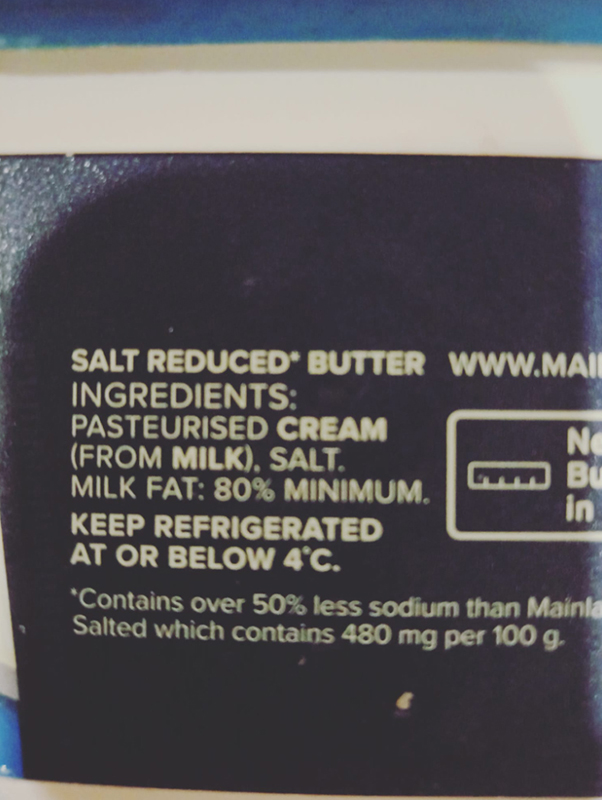 SALT REDUCED* BUTTER WWW.MAI
INGREDIENTS:
PASTEURISED CREAM
(FROM MILK), SALT.
MILK FAT: 80% MINIMUM.
KEEP REFRIGERATED
AT OR BELOW 4°C.
*Contains over 50% less sodium than Mainla
Salted which contains 480 mg per 100 g.
Bu
in